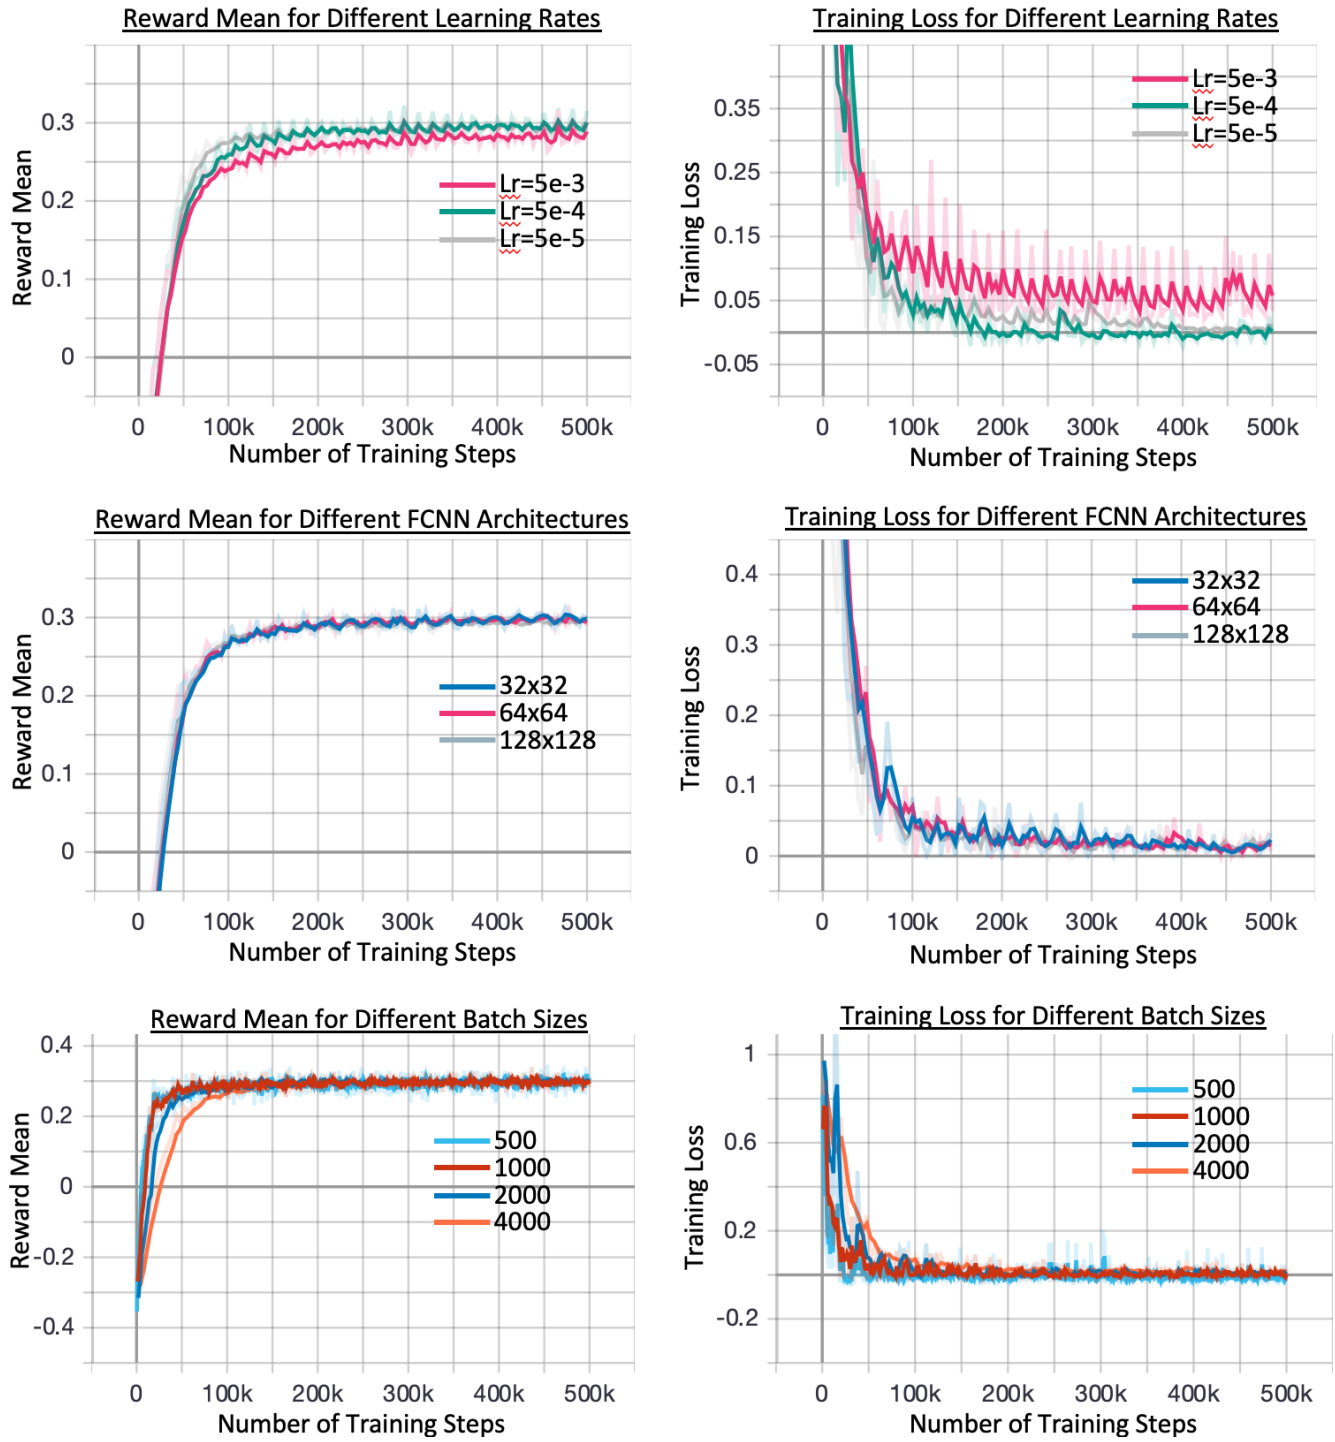 Reward Mean for Different Learning Rates
Reward Mean
0.3
0.2
0.1
0
Lr=5e-3
Lr=5e-4
Lr=5e-5
0 100k 200k 300k 400k 500k
Number of Training Steps
Training Loss for Different Learning Rates
Training Loss
0.35
0.25
0.15
0.05
-0.05
Lr=5e-3
Lr=5e-4
Lr=5e-5
0 100k 200k 300k 400k 500k
Number of Training Steps
Reward Mean for Different FCNN Architectures
Reward Mean
0.3
0.2
0.1
0
32x32
64x64
128x128
0 100k 200k 300k 400k 500k
Number of Training Steps
Training Loss for Different FCNN Architectures
Training Loss
0.4
0.3
0.2
0.1
0
32x32
64x64
128x128
0 100k 200k 300k 400k 500k
Number of Training Steps
Reward Mean for Different Batch Sizes
Reward Mean
0.4
0.2
0
-0.2
-0.4
500
1000
2000
4000
0 100k 200k 300k 400k 500k
Number of Training Steps
Training Loss for Different Batch Sizes
Training Loss
1
0.6
0.2
-0.2
500
1000
2000
4000
0 100k 200k 300k 400k 500k
Number of Training Steps